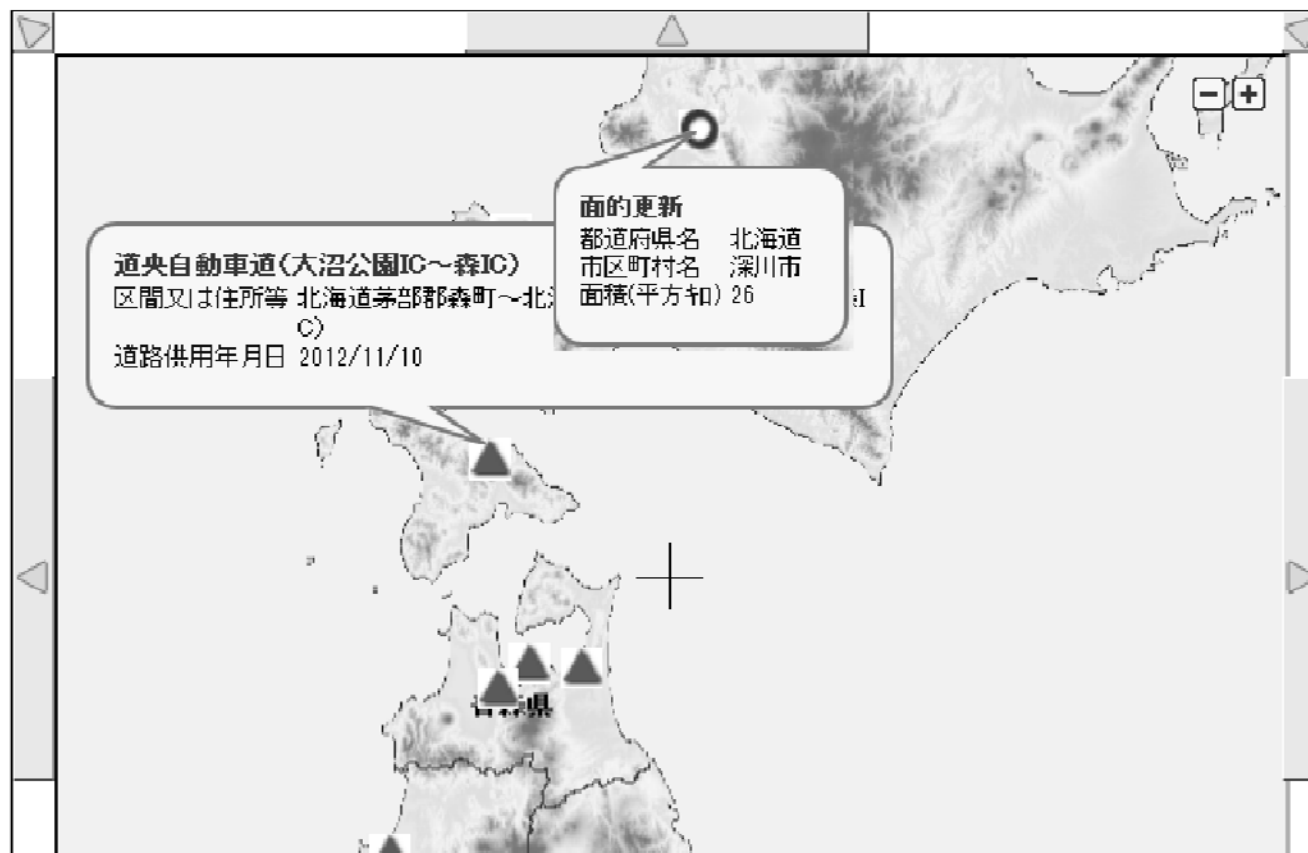 面的更新
都道府県名 北海道
市区町村名 深川市
面積(平方キロ) 26
道央自動車道(大沼公園IC～森IC)
区間又は住所等 北海道茅部郡森町～北
C)
道路供用年月日 2012/11/10
県